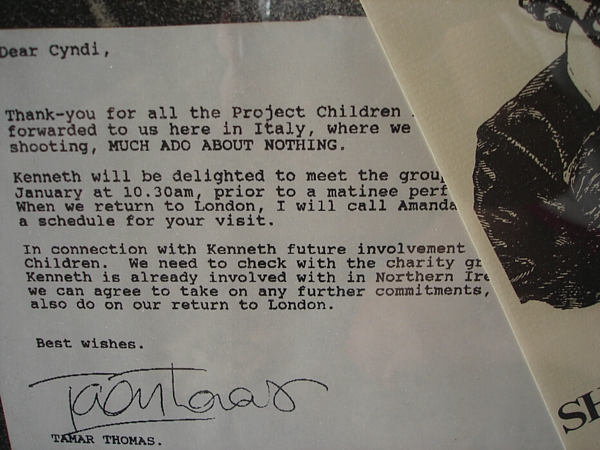 Dear Cyndi,
Thank-you for all the Project Children
forwarded to us here in Italy, where we
shooting, MUCH ADO ABOUT NOTHING.
Kenneth will be delighted to meet the
January at 10.30am, prior to a matinee
When we return to London, I will call Amanda
a schedule for your visit.
In connection with Kenneth future involvement
Children. We need to check with the charity
Kenneth is already involved with in Northern
we can agree to take on any further commitments,
also do on our return to London.
Best wishes.
TAMAR THOMAS.